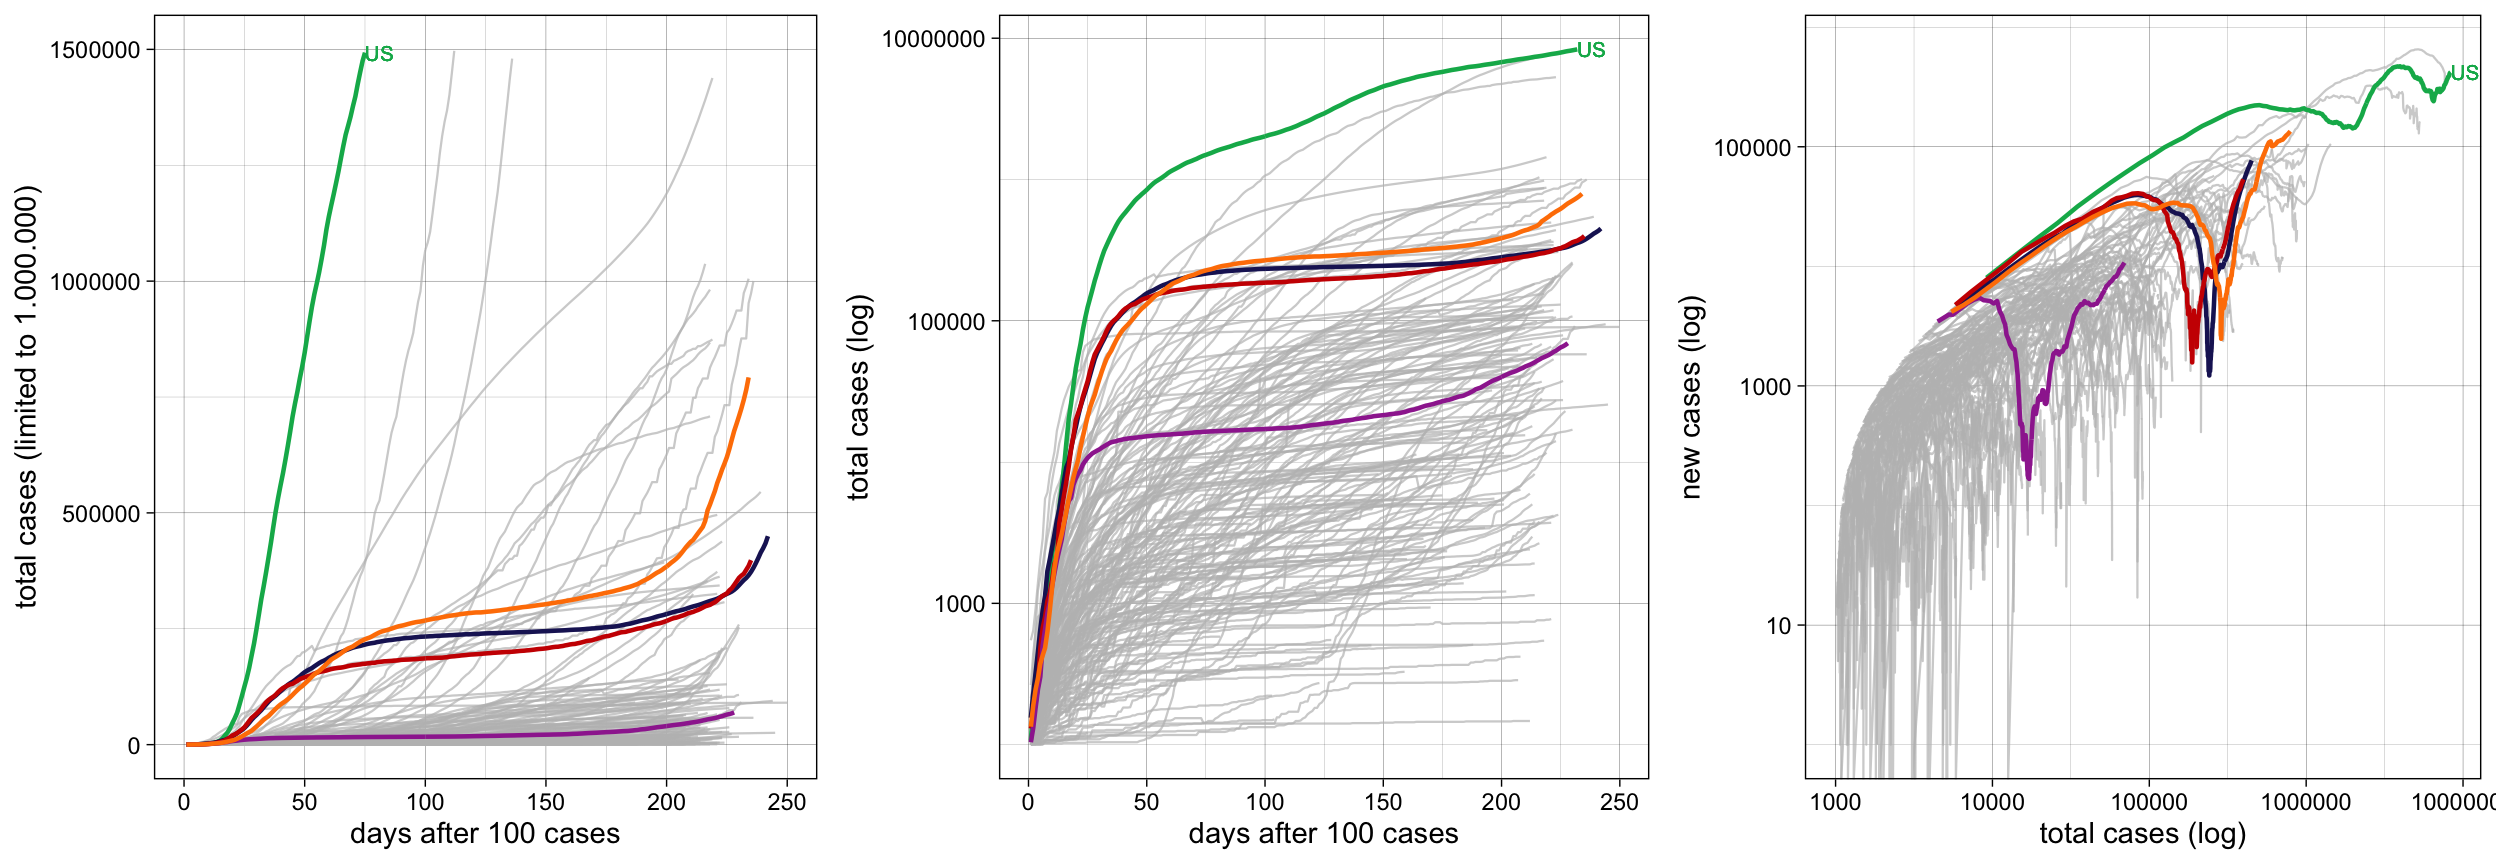 total cases (limited to 1.000.000)
1500000
1000000
500000
0
US
0 50 100 150 200 250
days after 100 cases
total cases (log)
10000000
100000
1000
US
0 50 100 150 200 250
days after 100 cases
new cases (log)
100000
1000
10
US
1000 10000 100000 1000000 1000000
total cases (log)